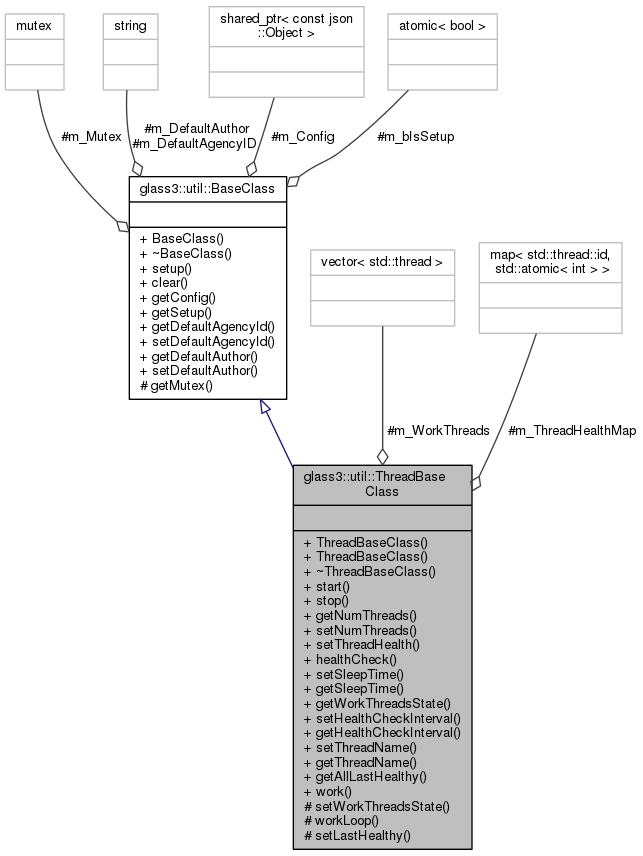 mutex
string
shared_ptr< const json
::Object >
atomic< bool >
#m_Mutex
#m_DefaultAuthor
#m_DefaultAgencyID
#m_Config
#m_bIsSetup
glass3::util::BaseClass
+ BaseClass()
+ ~BaseClass()
+ setup()
+ clear()
+ getConfig()
+ getSetup()
+ getDefaultAgencyId()
+ setDefaultAgencyId()
+ getDefaultAuthor()
+ setDefaultAuthor()
# getMutex()
vector< std::thread >
map< std::thread::id,
std::atomic< int > >
#m_WorkThreads
#m_ThreadHealthMap
glass3::util::ThreadBase
Class
+ ThreadBaseClass()
+ ThreadBaseClass()
+ ~ThreadBaseClass()
+ start()
+ stop()
+ getNumThreads()
+ setNumThreads()
+ setThreadHealth()
+ healthCheck()
+ setSleepTime()
+ getSleepTime()
+ getWorkThreadsState()
+ setHealthCheckInterval()
+ getHealthCheckInterval()
+ setThreadName()
+ getThreadName()
+ getAllLastHealthy()
+ work()
# setWorkThreadsState()
# workLoop()
# setLastHealthy()